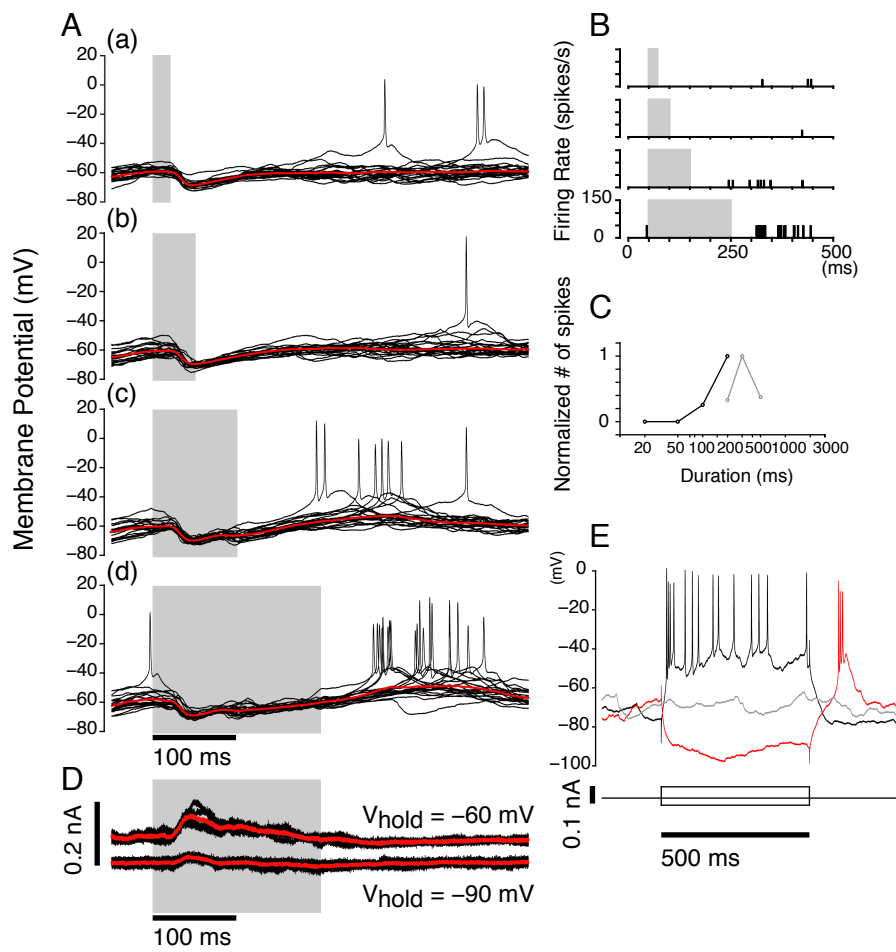 A
(a)
20
0
−20
−40
−60
−80
(b)
20
0
−20
−40
−60
−80
(c)
20
0
−20
−40
−60
−80
(d)
20
0
−20
−40
−60
−80
Membrane Potential (mV)
100 ms
D
0.2 nA
Vhold = −60 mV
Vhold = −90 mV
100 ms
B
Firing Rate (spikes/s)
150
0
0
250
500
(ms)
C
Normalized # of spikes
1
0
20
50
100
200
500
0
1000
3000
Duration (ms)
E
(mV)
0
−20
−40
−60
−80
−100
0.1 nA
500 ms